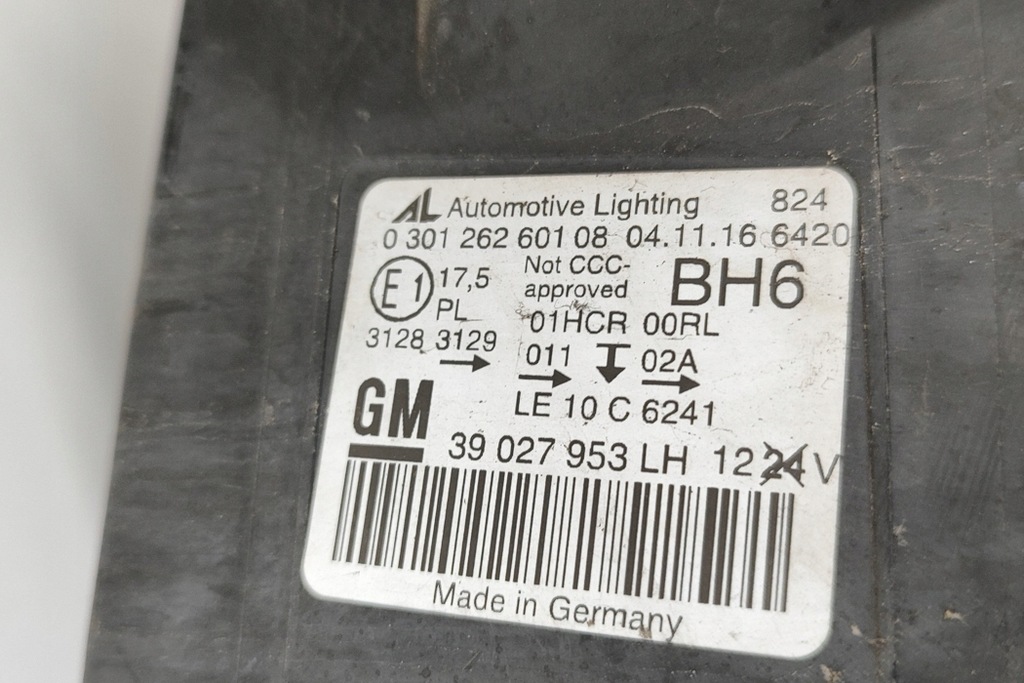 AL Automotive Lighting 824
0 301 262 601 08 04.11.16 6420
E1 17,5 Not CCC- BH6
PL approved
01HCR 00RL
3128 3129 011 02A
LE 10 C 6241
GM
39 027 953 LH 12 24 V
Made in Germany